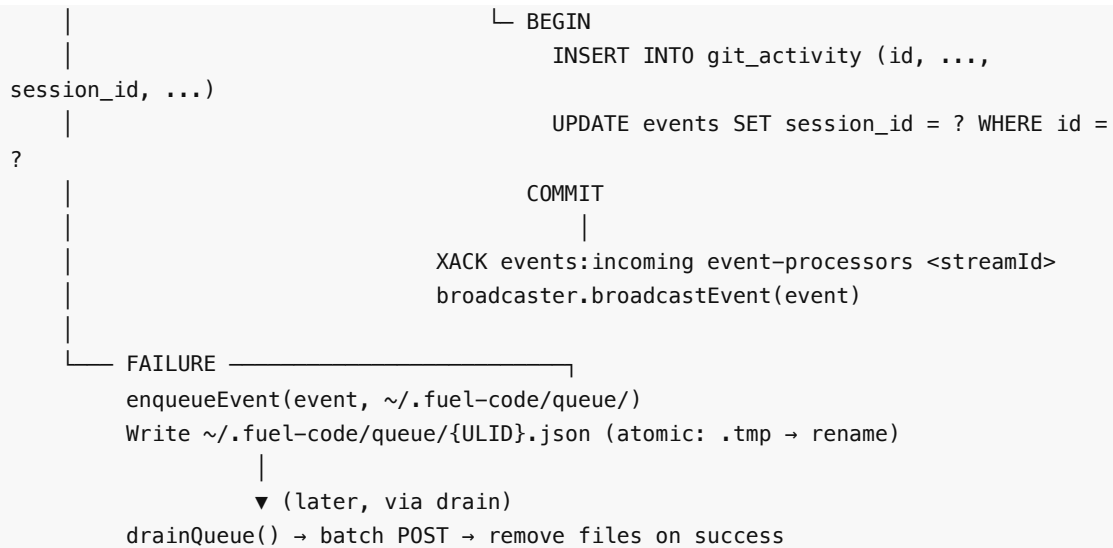 └─ BEGIN
INSERT INTO git_activity (id, ...,
session_id, ...)
UPDATE events SET session_id = ? WHERE id =
?
COMMIT
XACK events:incoming event-processors <streamId>
broadcaster.broadcastEvent(event)
└── FAILURE ──────────────────────┐
enqueueEvent(event, ~/.fuel-code/queue/)
Write ~/.fuel-code/queue/{ULID}.json (atomic: .tmp → rename)
▼ (later, via drain)
drainQueue() → batch POST → remove files on success